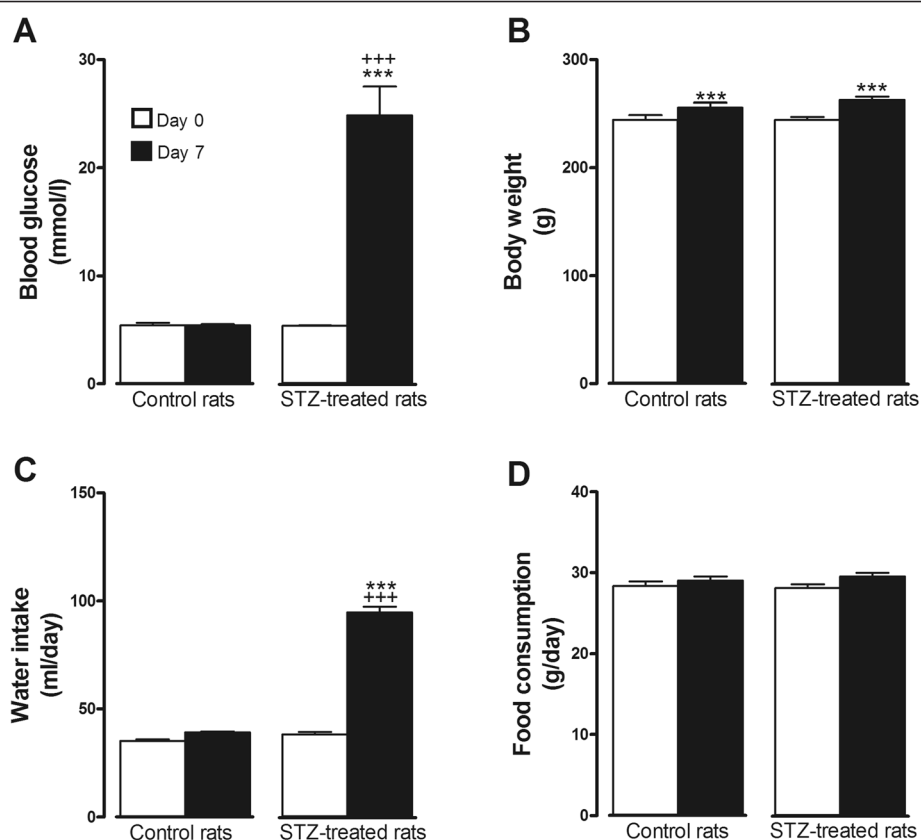 A
Blood glucose
(mmol/l)
30
20
10
0
Day 0
Day 7
+++
***
Control rats
STZ-treated rats
B
Body weight
(g)
300
200
100
0
***
***
Control rats
STZ-treated rats
C
Water intake
(ml/day)
150
100
50
0
***
+++
Control rats
STZ-treated rats
D
Food consumption
(g/day)
40
30
20
10
0
Control rats
STZ-treated rats